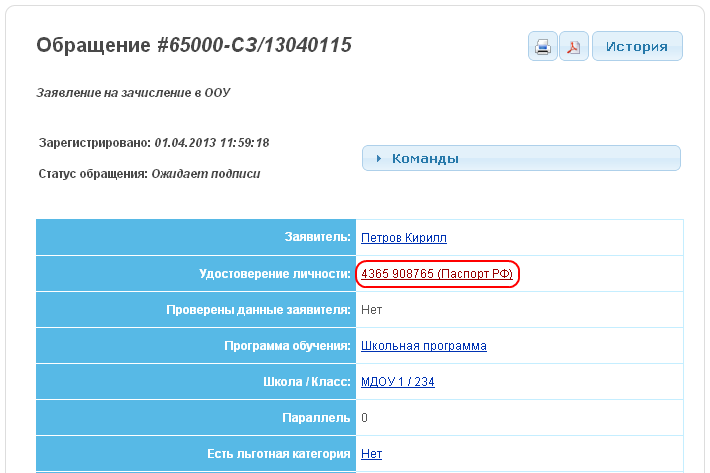 Обращение #65000-СЗ/13040115
История
Заявление на зачисление в ООУ
Зарегистрировано: 01.04.2013 11:59:18
Команды
Статус обращения: Ожидает подписи
Заявитель: Петров Кирилл
Удостоверение личности: 4365 908765 (Паспорт РФ)
Проверены данные заявителя: Нет
Программа обучения: Школьная программа
Школа / Класс: МДОУ 1 / 234
Параллель 0
Есть льготная категория Нет